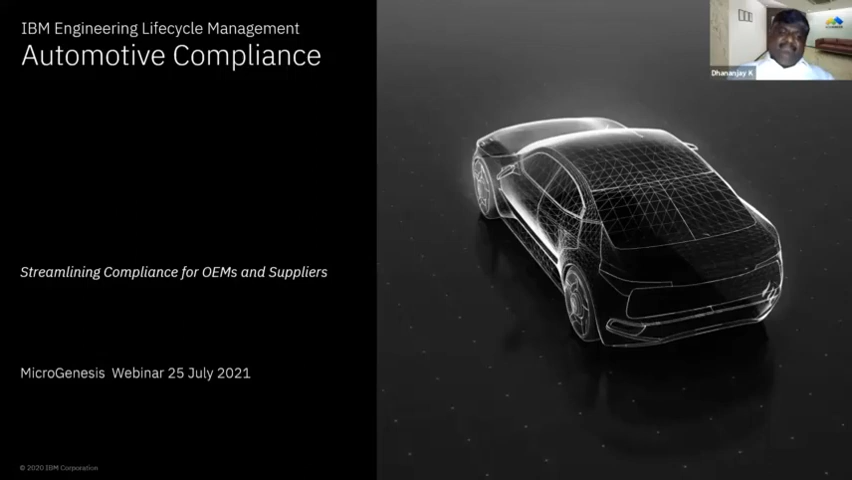 IBM Engineering Lifecycle Management
Automotive Compliance
Dhananjay K
Streamlining Compliance for OEMs and Suppliers
MicroGenesis Webinar 25 July 2021
© 2020 IBM Corporation